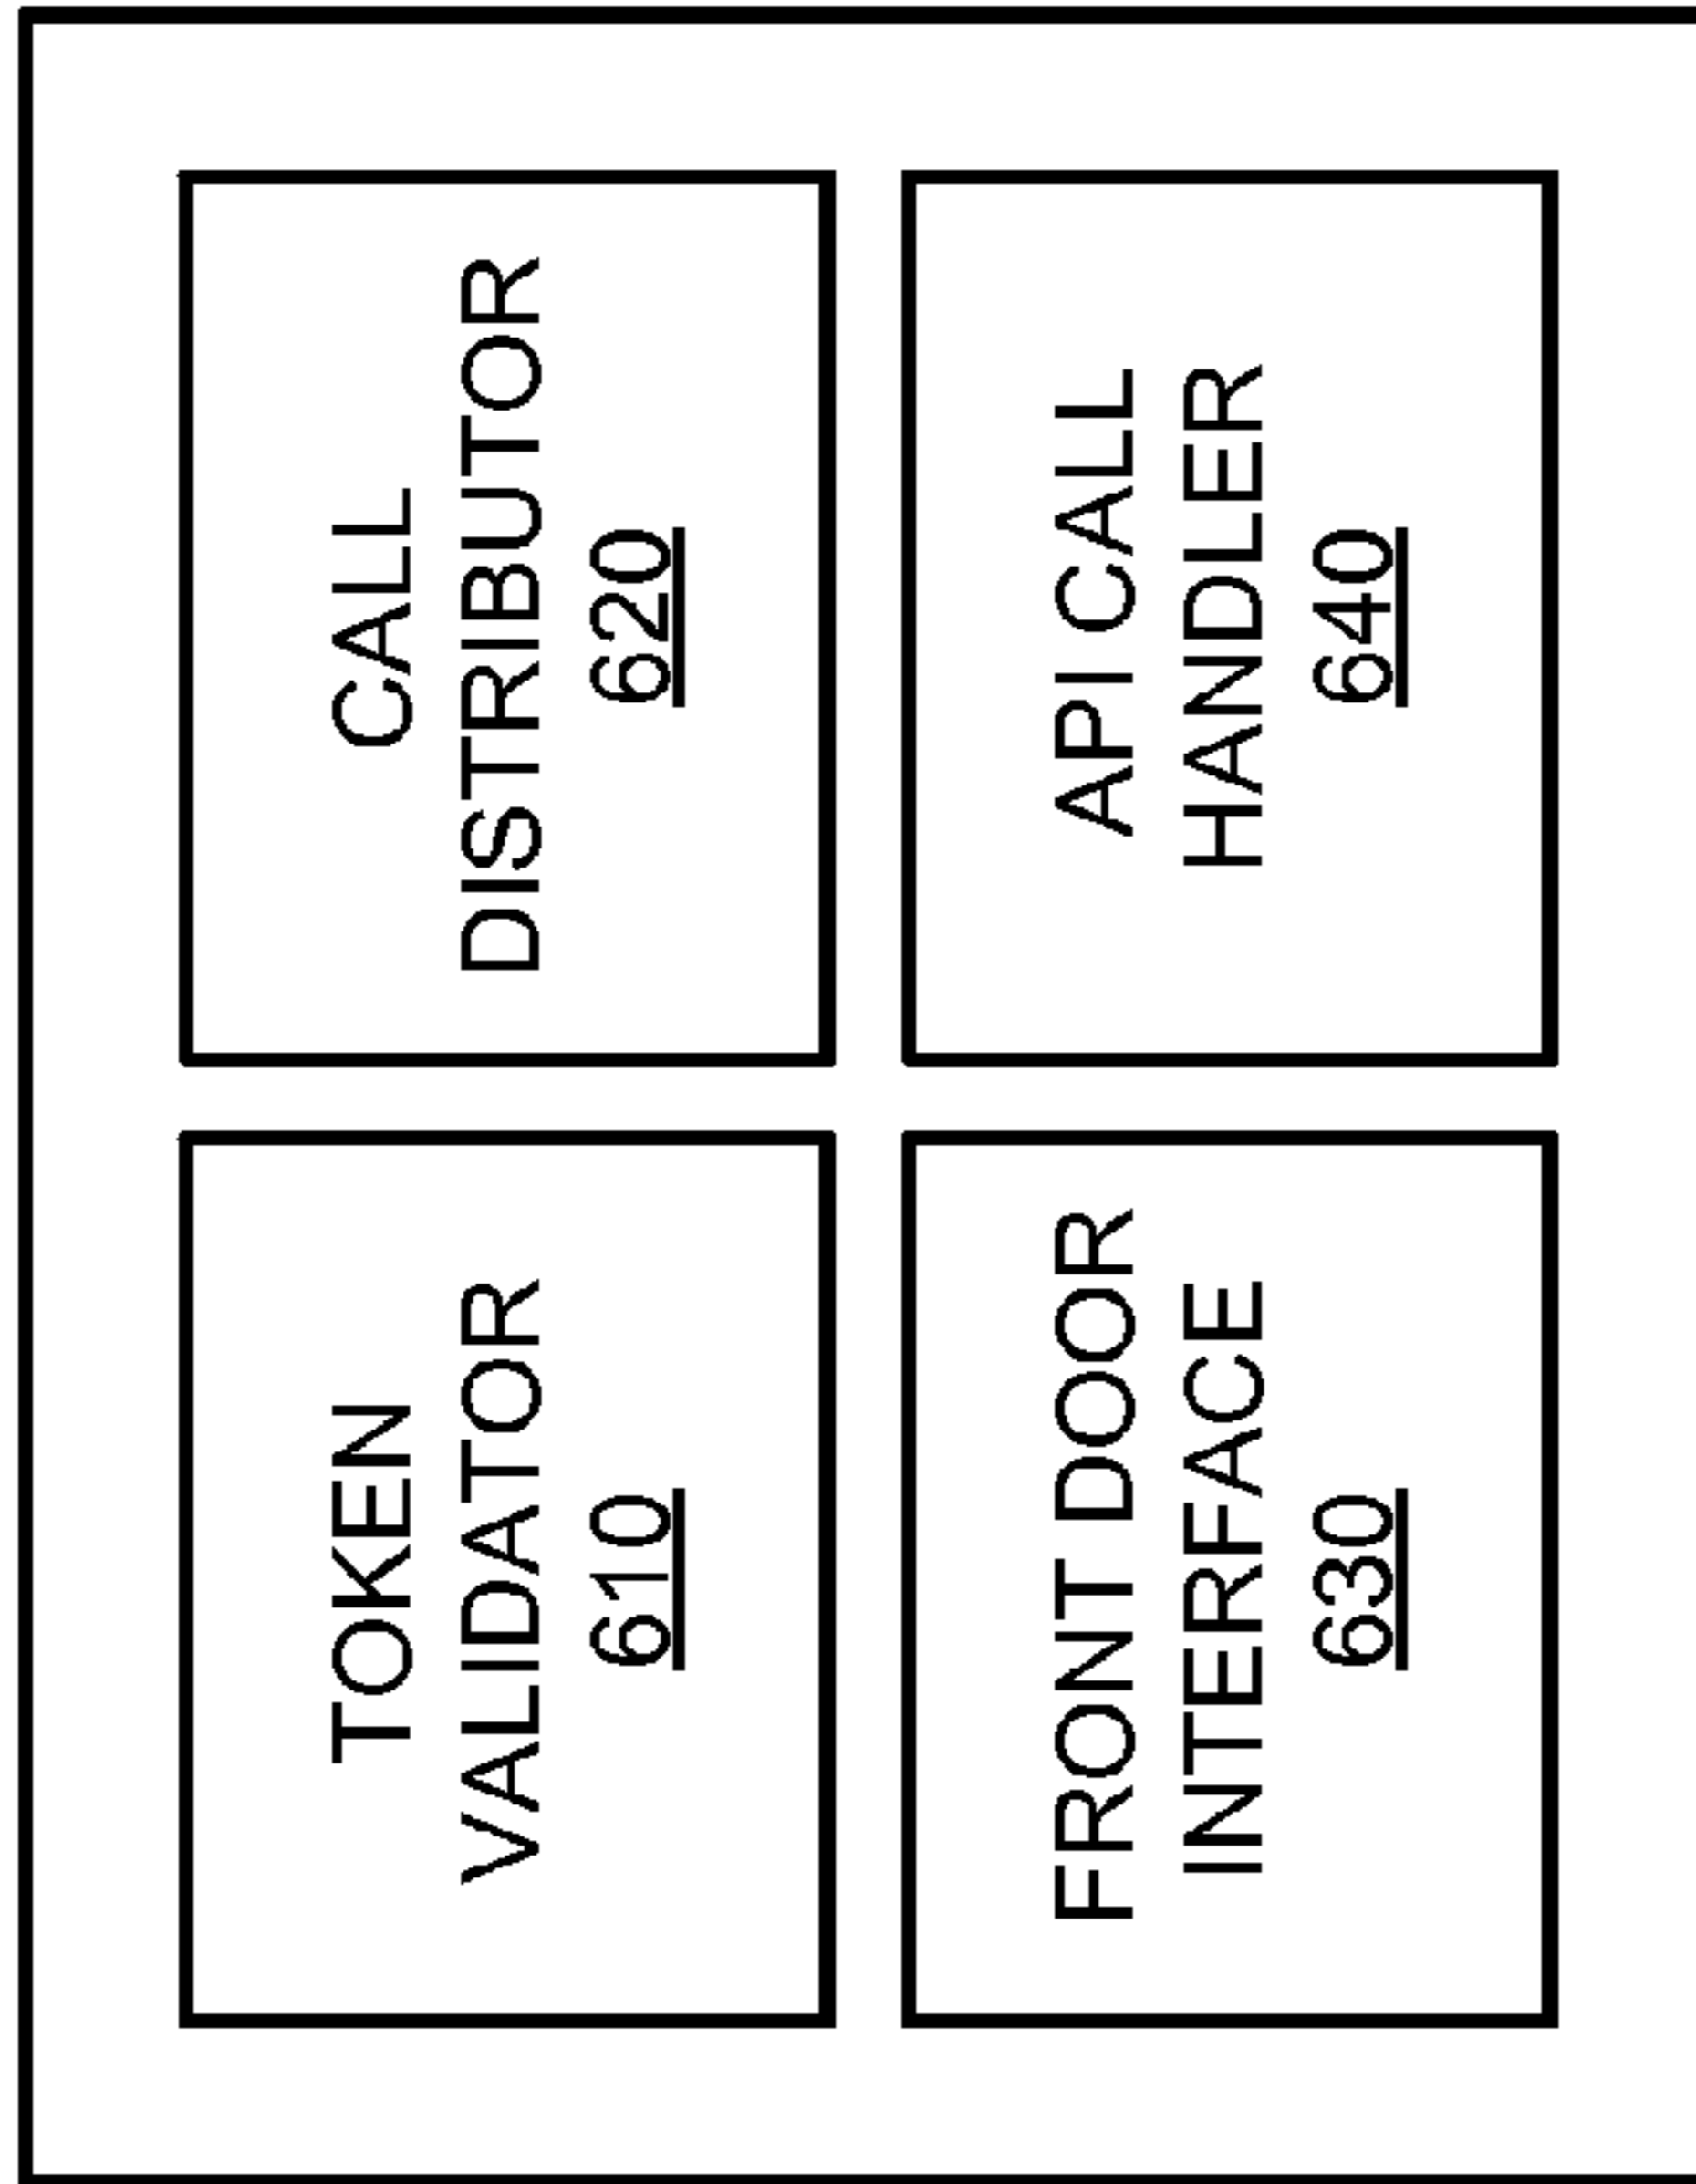 TOKEN
VALIDATOR
610
CALL
DISTRIBUTOR
620
FRONT DOOR
INTERFACE
630
API CALL
HANDLER
640